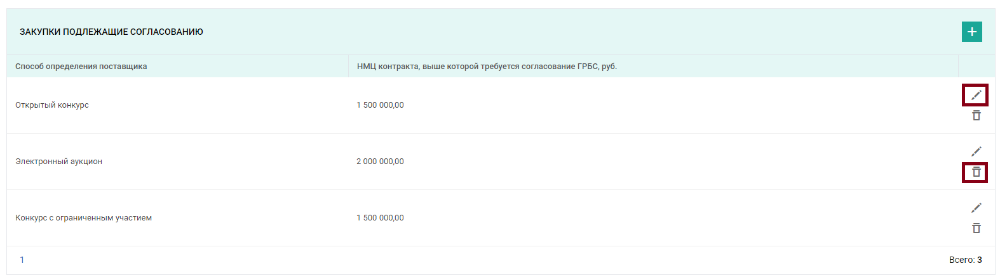 ЗАКУПКИ ПОДЛЕЖАЩИЕ СОГЛАСОВАНИЮ
Способ определения поставщика НМЦ контракта, выше которой требуется согласование ГРБС, руб.
Открытый конкурс 1 500 000,00
Электронный аукцион 2 000 000,00
Конкурс с ограниченным участием 1 500 000,00
1 Всего: 3